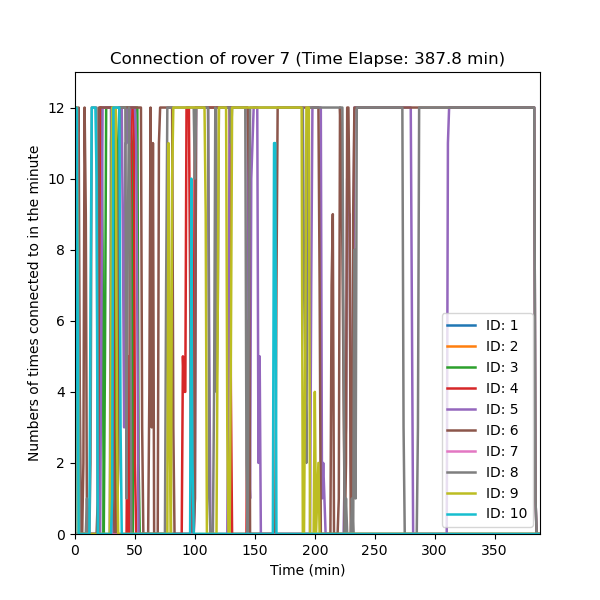 Connection of rover 7 (Time Elapse: 387.8 min)
Numbers of times connected to in the minute
12
10
8
6
4
2
0
0 50 100 150 200 250 300 350
Time (min)
ID: 1
ID: 2
ID: 3
ID: 4
ID: 5
ID: 6
ID: 7
ID: 8
ID: 9
ID: 10